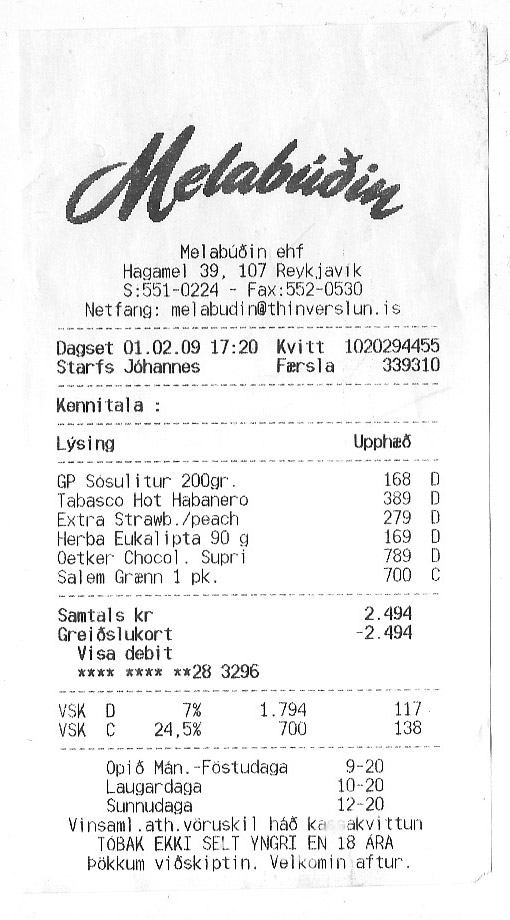 Melabúðin
Melabúðin ehf
Hagamel 39, 107 Reykjavík
S:551-0224 - Fax:552-0530
Netfang: melabudin@thinverslun.is
Dagset 01.02.09 17:20 Kvitt 1020294455
Starfs Jóhannes Færsla 339310
Kennitala :
Lýsing Upphæð
GP Sósulitur 200gr. 168 D
Tabasco Hot Habanero 389 D
Extra Strawb./peach 279 D
Herba Eukalipta 90 g 169 D
Oetker Chocol. Supri 789 D
Salem Grænn 1 pk. 700 C
Samtals kr 2.494
Greiðslukort -2.494
Visa debit
**** **** **28 3296
VSK D 7% 1.794 117
VSK C 24,5% 700 138
Opið Mán.-Föstudaga 9-20
Laugardaga 10-20
Sunnudaga 12-20
Vinsaml.ath.vöruskil háð kassakvittun
TÓBAK EKKI SELT YNGRI EN 18 ÁRA
Þökkum viðskiptin. Velkomin aftur.